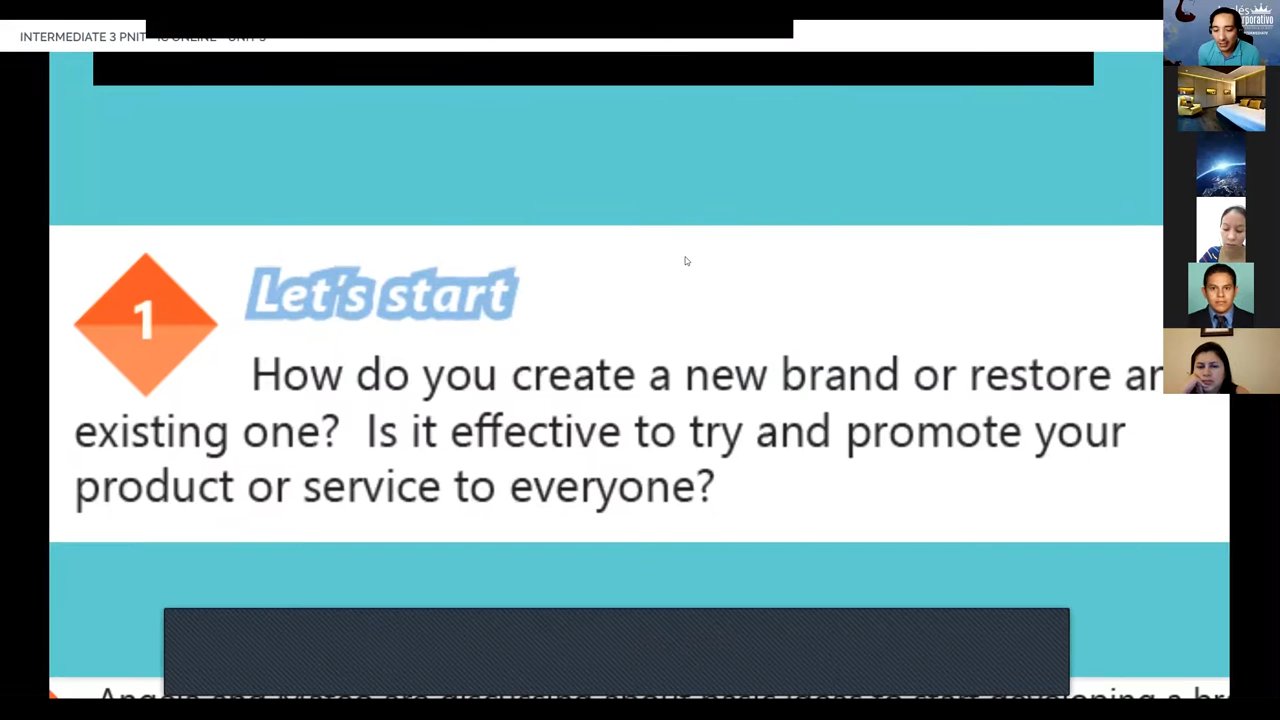 INTERMEDIATE 3 PNIT
1
Let's start
How do you create a new brand or restore
existing one? Is it effective to try and promote your
product or service to everyone?